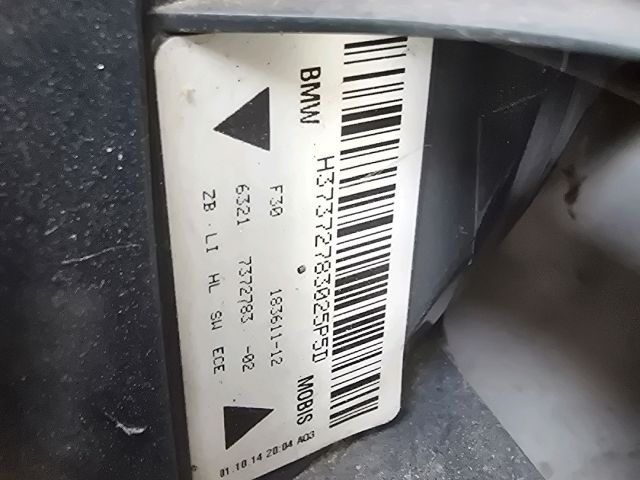 BMW MOBIS
H37372783025P5D
F30 183611-12
6321 7372783 -02
ZB LI HL SW ECE
01.10.14 20:04 A03